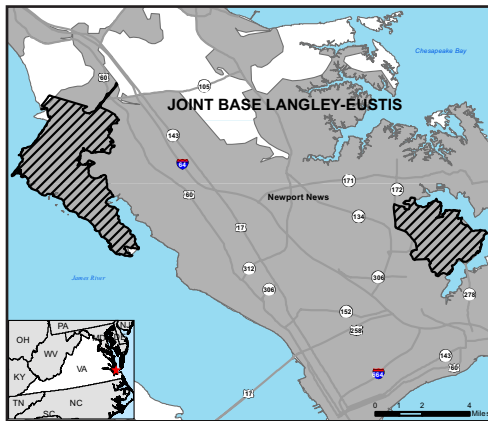 Chesapeake Bay
60
105
JOINT BASE LANGLEY-EUSTIS
143
64
171
172
60
Newport News
134
17
312
James River
306
306
278
152
258
143
60
664
17
PA
OH
WV
VA
KY
TN
NC
SC
0 1 2 4
Miles